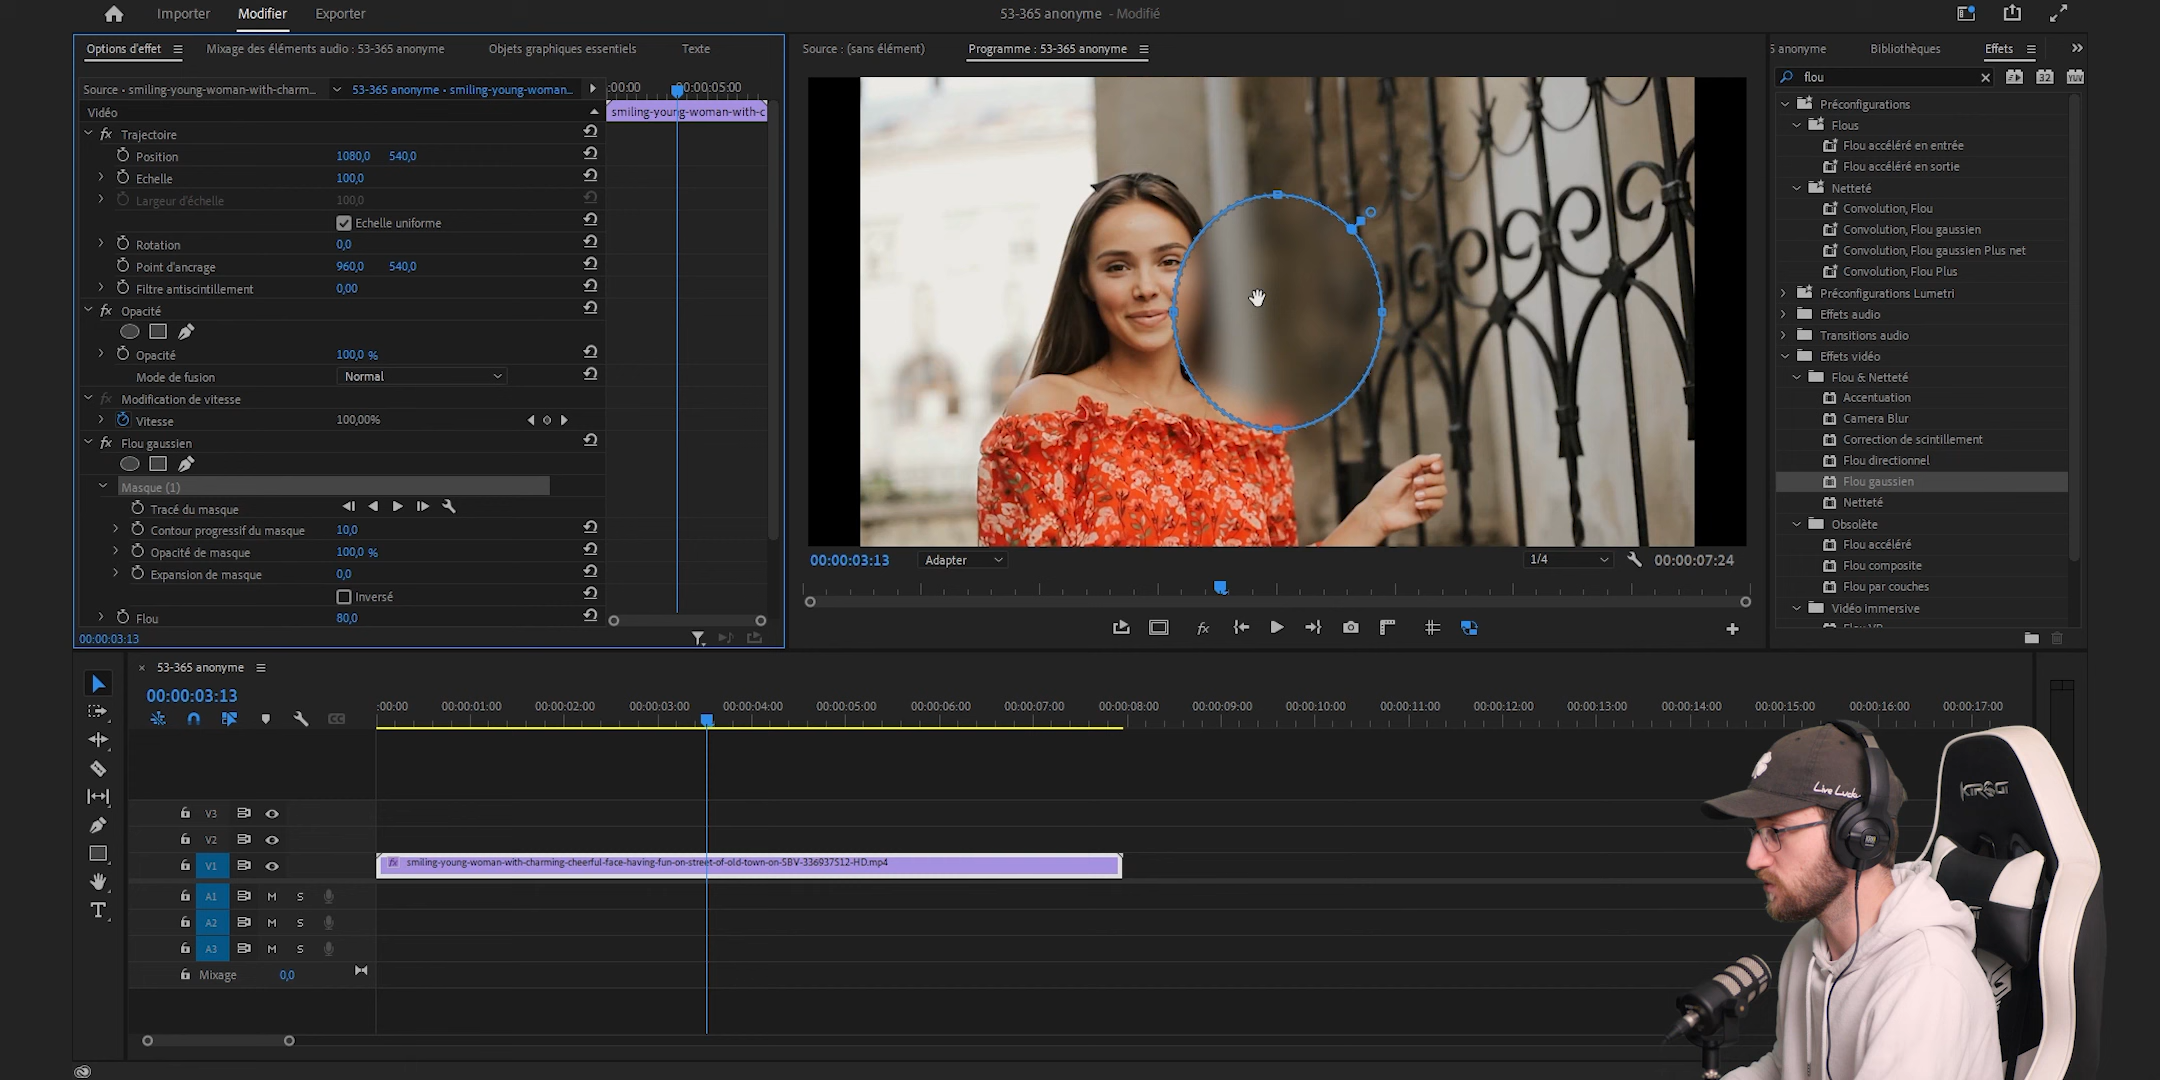 Importer
Modifier
Exporter
53-365 anonyme - Modifié
Options d'effet
Mixage des éléments audio : 53-365 anonyme
Objets graphiques essentiels
Texte
Source • smiling-young-woman-with-charm...
53-365 anonyme • smiling-young-woman...
:00:00
00:00:05:00
smiling-young-woman-with-c
Vidéo
fx Trajectoire
Position 1080,0 540,0
Echelle 100,0
Largeur d'échelle 100,0
Echelle uniforme
Rotation 0,0
Point d'ancrage 960,0 540,0
Filtre antiscintillement 0,00
fx Opacité
Opacité 100,0 %
Mode de fusion Normal
fx Modification de vitesse
Vitesse 100,00%
fx Flou gaussien
Masque (1)
Tracé du masque
Contour progressif du masque 10,0
Opacité de masque 100,0 %
Expansion de masque 0,0
Inversé
Flou 80,0
00:00:03:13
Source : (sans élément)
Programme : 53-365 anonyme
00:00:03:13
Adapter
1/4
00:00:07:24
fx
5 anonyme
Bibliothèques
Effets
flou
32
YUV
Préconfigurations
Flous
Flou accéléré en entrée
Flou accéléré en sortie
Netteté
Convolution, Flou
Convolution, Flou gaussien
Convolution, Flou gaussien Plus net
Convolution, Flou Plus
Préconfigurations Lumetri
Effets audio
Transitions audio
Effets vidéo
Flou & Netteté
Accentuation
Camera Blur
Correction de scintillement
Flou directionnel
Flou gaussien
Netteté
Obsolète
Flou accéléré
Flou composite
Flou par couches
Vidéo immersive
× 53-365 anonyme
00:00:03:13
CC
:00:00
00:00:01:00
00:00:02:00
00:00:03:00
00:00:04:00
00:00:05:00
00:00:06:00
00:00:07:00
00:00:08:00
00:00:09:00
00:00:10:00
00:00:11:00
00:00:12:00
00:00:13:00
00:00:14:00
00:00:15:00
00:00:16:00
00:00:17:00
V3
V2
V1
fx smiling-young-woman-with-charming-cheerful-face-having-fun-on-street-of-old-town-on-SBV-336937512-HD.mp4
A1 M S
A2 M S
A3 M S
Mixage 0,0
T